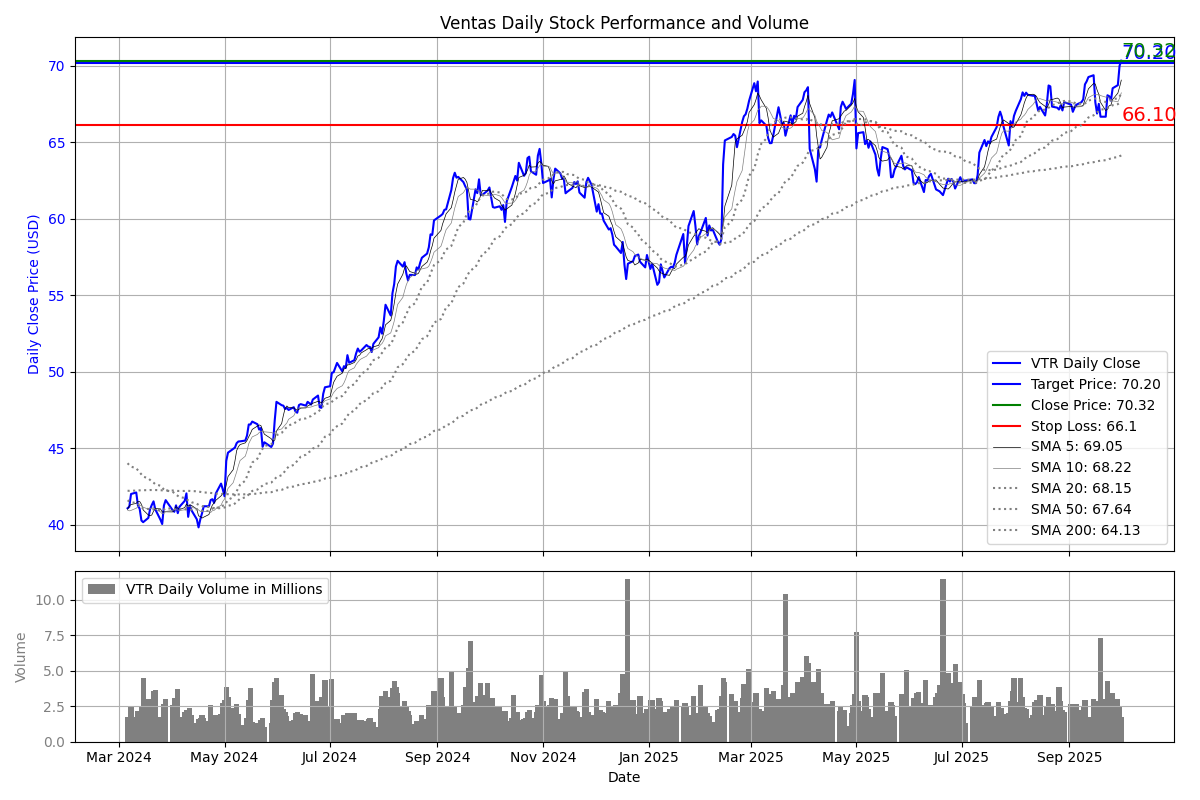 Ventas Daily Stock Performance and Volume
70.32
70.20
66.10
70
65
60
55
50
45
40
Daily Close Price (USD)
VTR Daily Close
Target Price: 70.20
Close Price: 70.32
Stop Loss: 66.1
SMA 5: 69.05
SMA 10: 68.22
SMA 20: 68.15
SMA 50: 67.64
SMA 200: 64.13
VTR Daily Volume in Millions
10.0
7.5
5.0
2.5
0.0
Volume
Mar 2024 May 2024 Jul 2024 Sep 2024 Nov 2024 Jan 2025 Mar 2025 May 2025 Jul 2025 Sep 2025
Date